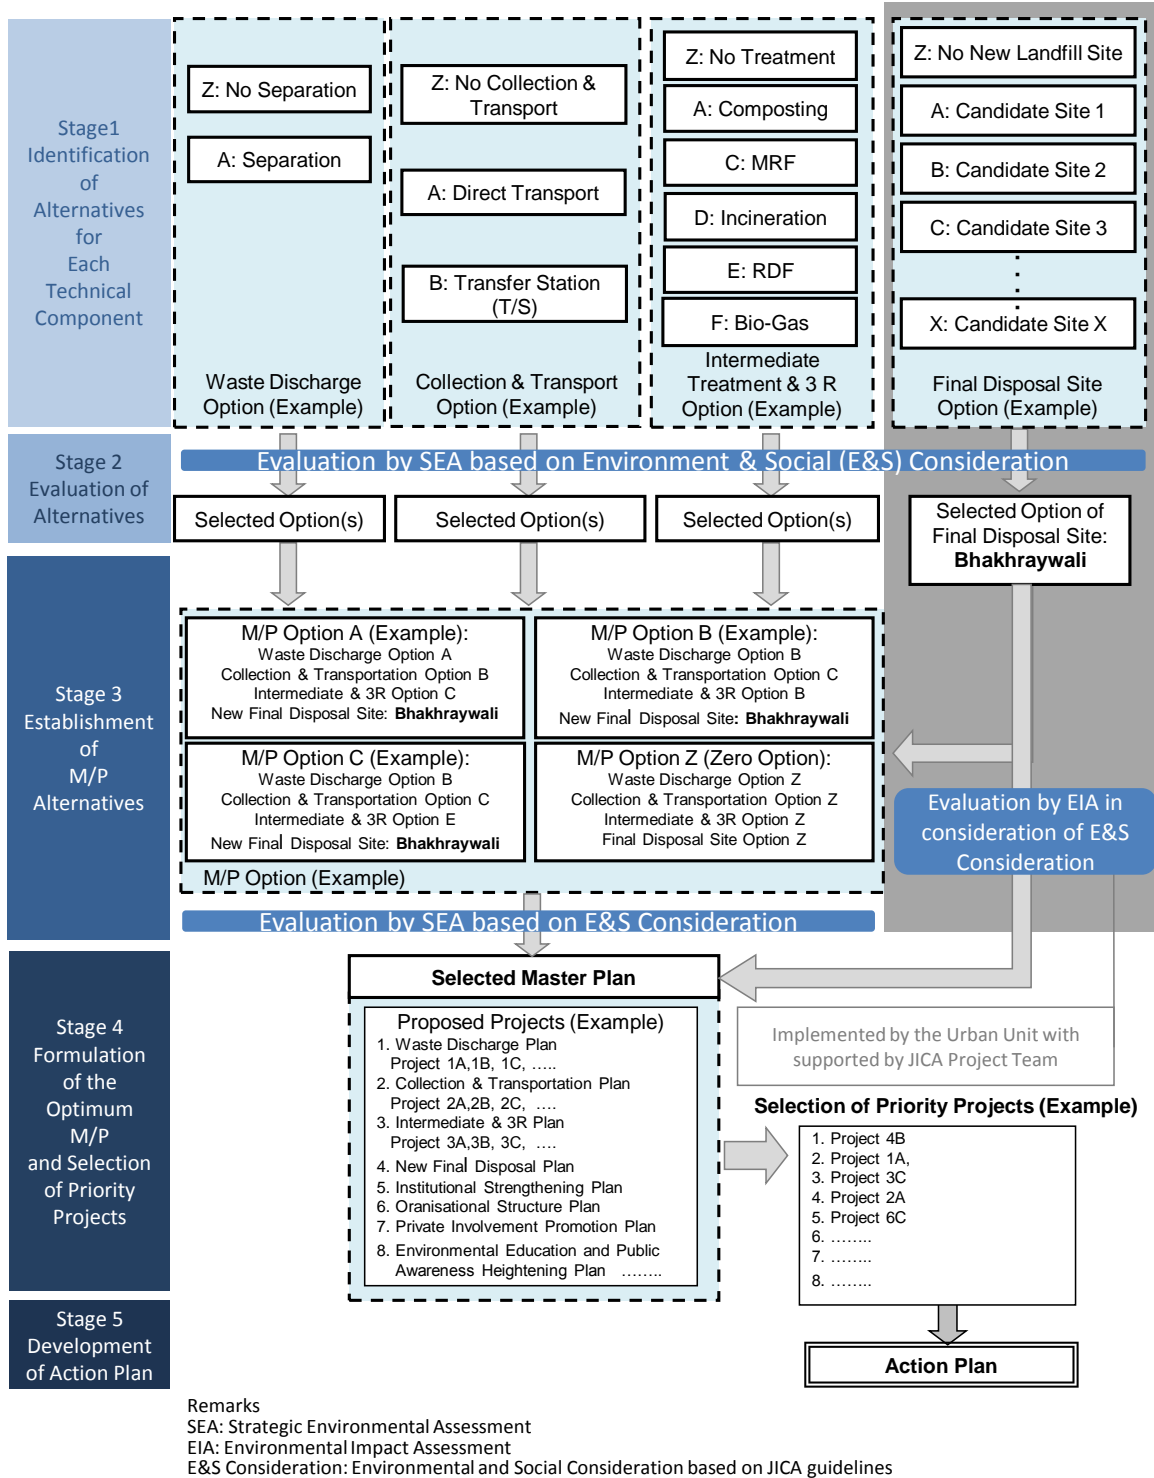 Stage1
Identification
of
Alternatives
for
Each
Technical
Component
Z: No Separation
A: Separation
Waste Discharge
Option (Example)
Z: No Collection &
Transport
A: Direct Transport
B: Transfer Station
(T/S)
Collection & Transport
Option (Example)
Z: No Treatment
A: Composting
C: MRF
D: Incineration
E: RDF
F: Bio-Gas
Intermediate
Treatment & 3 R
Option (Example)
Z: No New Landfill Site
A: Candidate Site 1
B: Candidate Site 2
C: Candidate Site 3
X: Candidate Site X
Final Disposal Site
Option (Example)
Stage 2
Evaluation of
Alternatives
Evaluation by SEA based on Environment & Social (E&S) Consideration
Selected Option(s)
Selected Option(s)
Selected Option(s)
Selected Option of
Final Disposal Site:
Bhakhraywali
Stage 3
Establishment
of
M/P
Alternatives
M/P Option A (Example):
Waste Discharge Option A
Collection & Transportation Option B
Intermediate & 3R Option C
New Final Disposal Site: Bhakhraywali
M/P Option B (Example):
Waste Discharge Option B
Collection & Transportation Option C
Intermediate & 3R Option B
New Final Disposal Site: Bhakhraywali
M/P Option C (Example):
Waste Discharge Option B
Collection & Transportation Option C
Intermediate & 3R Option E
New Final Disposal Site: Bhakhraywali
M/P Option Z (Zero Option):
Waste Discharge Option Z
Collection & Transportation Option Z
Intermediate & 3R Option Z
Final Disposal Site Option Z
M/P Option (Example)
Evaluation by EIA in
consideration of E&S
Consideration
Evaluation by SEA based on E&S Consideration
Stage 4
Formulation
of the
Optimum
M/P
and Selection
of Priority
Projects
Selected Master Plan
Proposed Projects (Example)
1. Waste Discharge Plan
Project 1A,1B, 1C, …..
2. Collection & Transportation Plan
Project 2A,2B, 2C, ….
3. Intermediate & 3R Plan
Project 3A,3B, 3C, ….
4. New Final Disposal Plan
5. Institutional Strengthening Plan
6. Oranisational Structure Plan
7. Private Involvement Promotion Plan
8. Environmental Education and Public
Awareness Heightening Plan ……..
Implemented by the Urban Unit with
supported by JICA Project Team
Selection of Priority Projects (Example)
1. Project 4B
2. Project 1A,
3. Project 3C
4. Project 2A
5. Project 6C
6. ……..
7. ……..
8. ……..
Stage 5
Development
of Action Plan
Action Plan
Remarks
SEA: Strategic Environmental Assessment
EIA: Environmental Impact Assessment
E&S Consideration: Environmental and Social Consideration based on JICA guidelines